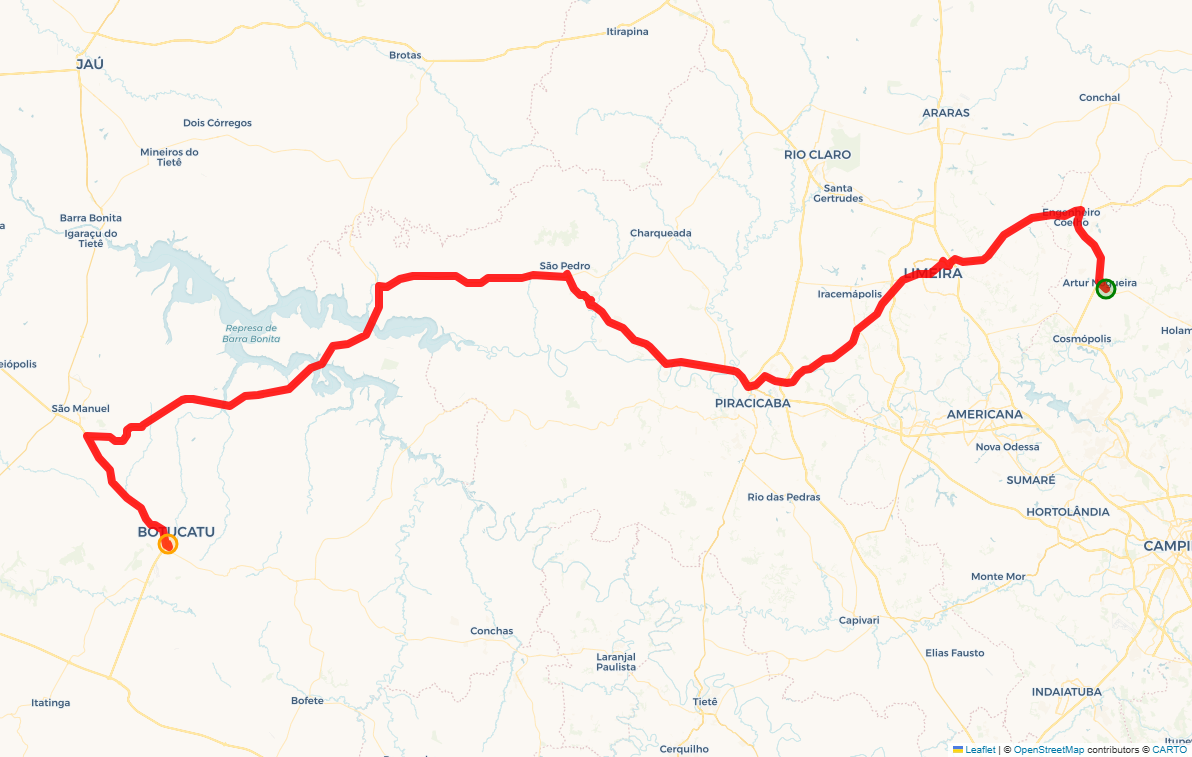 Itirapina
Brotas
JAÚ
Conchal
ARARAS
Dois Córregos
Mineiros do
Tietê
RIO CLARO
Santa
Gertrudes
Barra Bonita
Igaraçu do
Tietê
Engenheiro
Coelho
Charqueada
São Pedro
LIMEIRA
Artur Nogueira
Iracemápolis
Represa de
Barra Bonita
Cosmópolis
Holam
eiópolis
São Manuel
PIRACICABA
AMERICANA
Nova Odessa
SUMARÉ
Rio das Pedras
HORTOLÂNDIA
BOTUCATU
CAMPI
Monte Mor
Capivari
Conchas
Laranjal
Paulista
Elias Fausto
INDAIATUBA
Itatinga
Bofete
Tietê
Itupe
Cerquilho
Leaflet | © OpenStreetMap contributors © CARTO